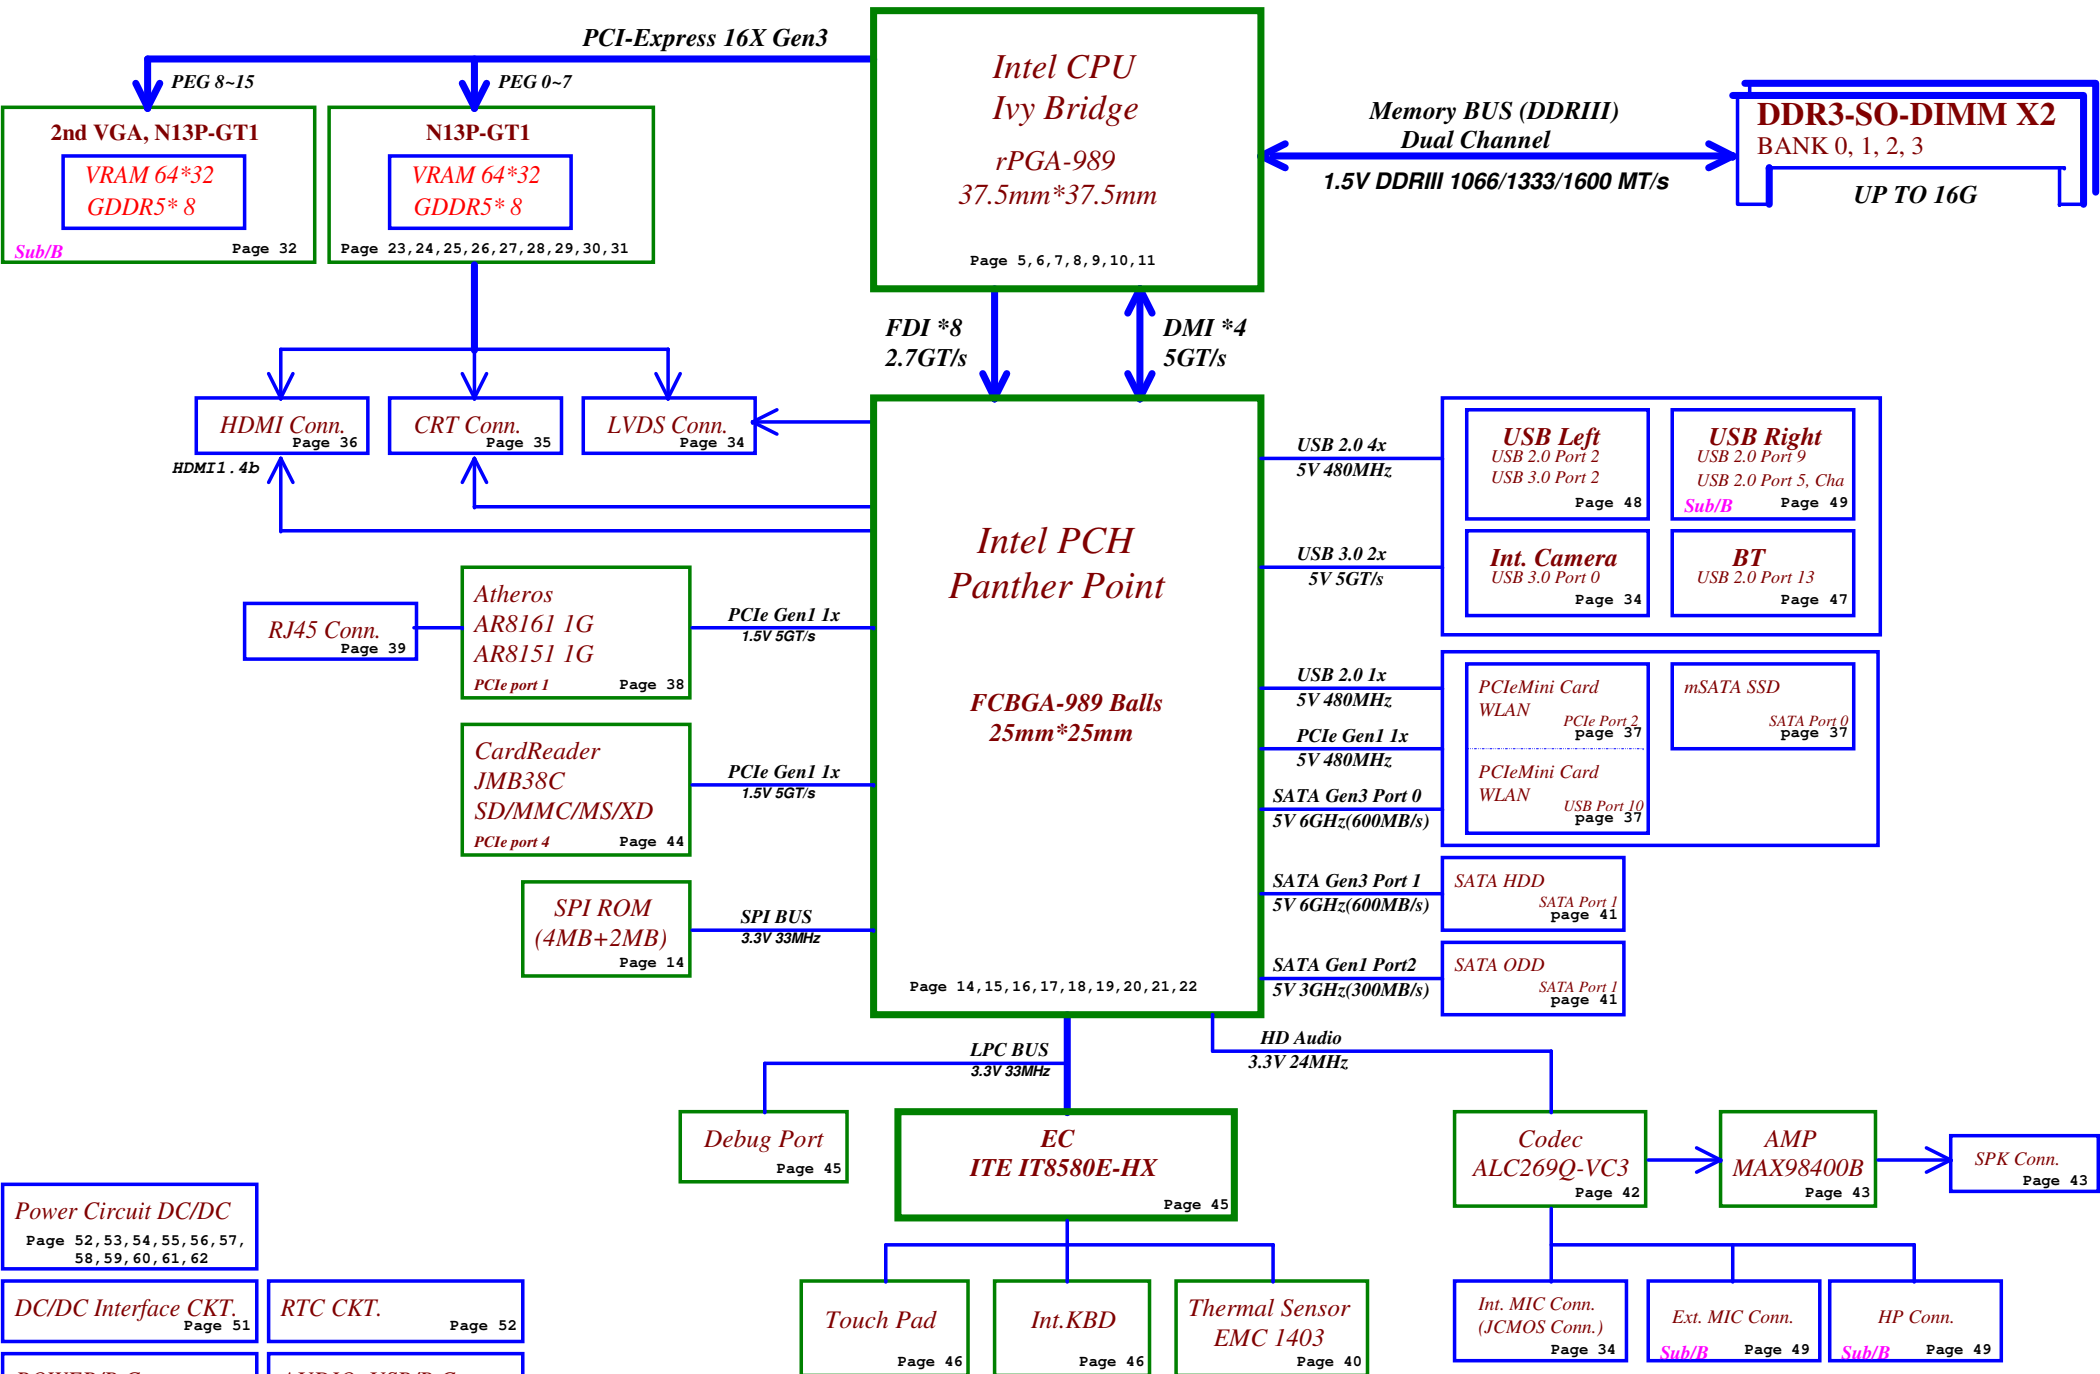 PCI-Express 16X Gen3
PEG 8~15
PEG 0~7
2nd VGA, N13P-GT1
VRAM 64*32
GDDR5* 8
Sub/B
Page 32
N13P-GT1
VRAM 64*32
GDDR5* 8
Page 23,24,25,26,27,28,29,30,31
Intel CPU
Ivy Bridge
rPGA-989
37.5mm*37.5mm
Page 5,6,7,8,9,10,11
Memory BUS (DDRIII)
Dual Channel
1.5V DDRIII 1066/1333/1600 MT/s
DDR3-SO-DIMM X2
BANK 0, 1, 2, 3
UP TO 16G
FDI *8
2.7GT/s
DMI *4
5GT/s
HDMI Conn.
Page 36
HDMI1.4b
CRT Conn.
Page 35
LVDS Conn.
Page 34
Intel PCH
Panther Point
FCBGA-989 Balls
25mm*25mm
Page 14,15,16,17,18,19,20,21,22
RJ45 Conn.
Page 39
Atheros
AR8161 1G
AR8151 1G
PCIe port 1
Page 38
PCIe Gen1 1x
1.5V 5GT/s
CardReader
JMB38C
SD/MMC/MS/XD
PCIe port 4
Page 44
PCIe Gen1 1x
1.5V 5GT/s
SPI ROM
(4MB+2MB)
Page 14
SPI BUS
3.3V 33MHz
USB 2.0 4x
5V 480MHz
USB 3.0 2x
5V 5GT/s
USB Left
USB 2.0 Port 2
USB 3.0 Port 2
Page 48
USB Right
USB 2.0 Port 9
USB 2.0 Port 5, Cha
Sub/B
Page 49
Int. Camera
USB 3.0 Port 0
Page 34
BT
USB 2.0 Port 13
Page 47
USB 2.0 1x
5V 480MHz
PCIe Gen1 1x
5V 480MHz
SATA Gen3 Port 0
5V 6GHz(600MB/s)
PCIeMini Card
WLAN
PCIe Port 2
page 37
PCIeMini Card
WLAN
USB Port 10
page 37
mSATA SSD
SATA Port 0
page 37
SATA Gen3 Port 1
5V 6GHz(600MB/s)
SATA HDD
SATA Port 1
page 41
SATA Gen1 Port2
5V 3GHz(300MB/s)
SATA ODD
SATA Port 1
page 41
LPC BUS
3.3V 33MHz
HD Audio
3.3V 24MHz
Debug Port
Page 45
EC
ITE IT8580E-HX
Page 45
Codec
ALC269Q-VC3
Page 42
AMP
MAX98400B
Page 43
SPK Conn.
Page 43
Touch Pad
Page 46
Int.KBD
Page 46
Thermal Sensor
EMC 1403
Page 40
Int. MIC Conn.
(JCMOS Conn.)
Page 34
Ext. MIC Conn.
Sub/B
Page 49
HP Conn.
Sub/B
Page 49
Power Circuit DC/DC
Page 52,53,54,55,56,57,
58,59,60,61,62
DC/DC Interface CKT.
Page 51
RTC CKT.
Page 52